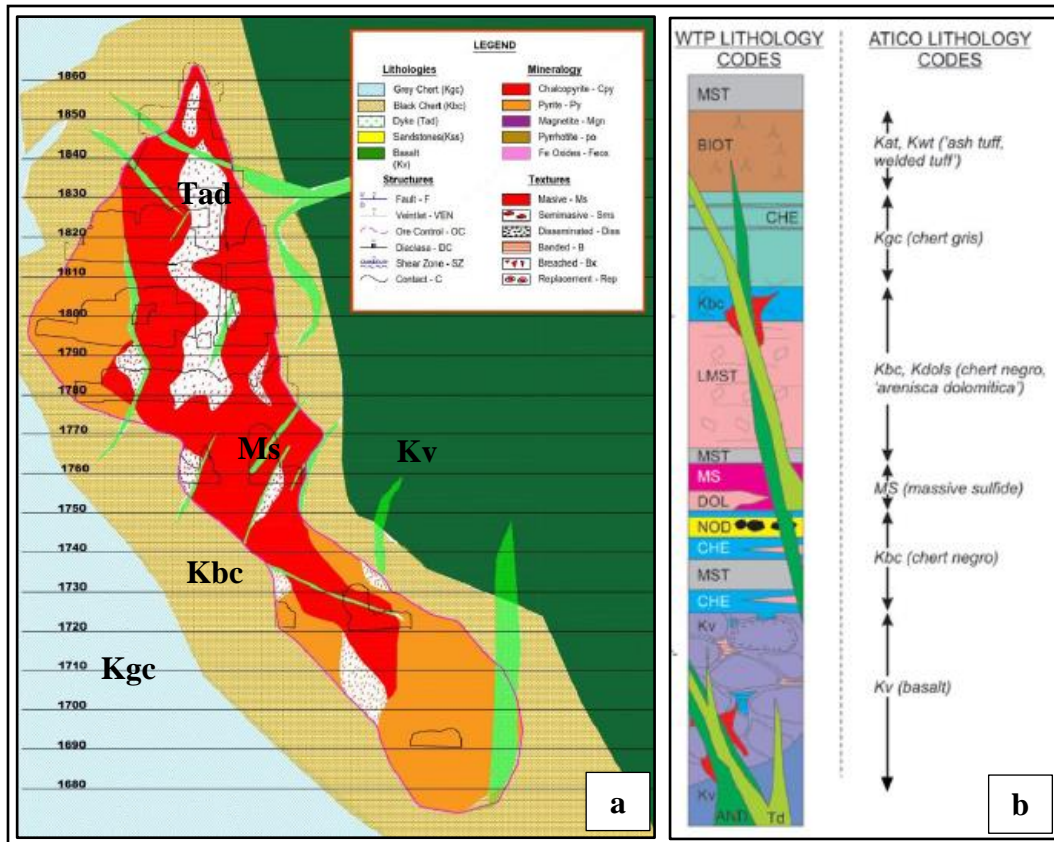 1860
1850
1840
1830
1820
1810
1800
1790
1780
1770
1760
1750
1740
1730
1720
1710
1700
1690
1680
Tad
Ms
Kv
Kbc
Kgc
LEGEND
Lithologies
Grey Chert (Kgc)
Black Chert (Kbc)
Dyke (Tad)
Sandstones(Kss)
Basalt
(Kv)
Mineralogy
Chalcopyrite - Cpy
Pyrite - Py
Magnetite - Mgn
Pyrrhotite - po
Fe Oxides - Feox
Structures
Fault - F
Veinlet - VEN
Ore Control - OC
Diaclasa - DC
Shear Zone - SZ
Contact - C
Textures
Masive - Ms
Semimasive - Sms
Disseminated - Diss
Banded - B
Breached - Bx
Replacement - Rep
a
WTP LITHOLOGY
CODES
MST
BIOT
CHE
Kbc
LMST
MST
MS
DOL
NOD
CHE
MST
CHE
Kv
Kv
AND
Td
ATICO LITHOLOGY
CODES
Kat, Kwt ('ash tuff,
welded tuff')
Kgc (chert gris)
Kbc, Kdols (chert negro,
'arenisca dolomitica')
MS (massive sulfide)
Kbc (chert negro)
Kv (basalt)
b